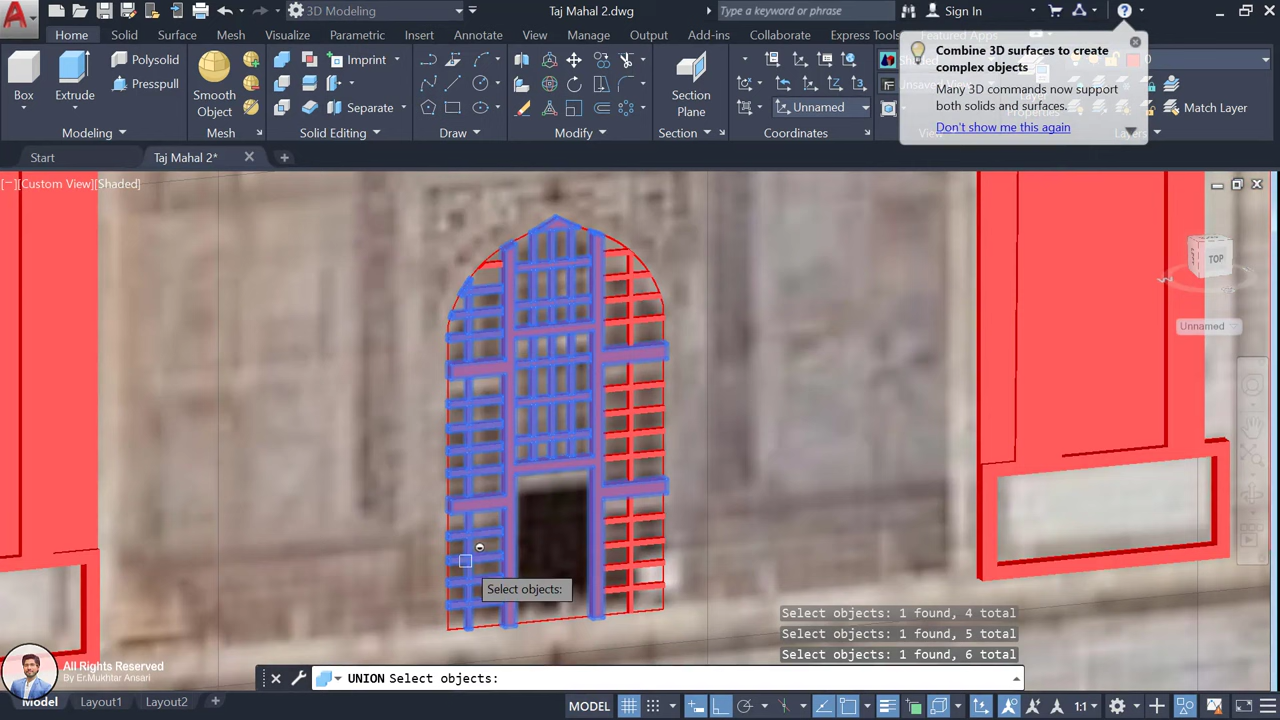 3D Modeling
Taj Mahal 2.dwg
Type a keyword or phrase
Sign In
Home
Solid
Surface
Mesh
Visualize
Parametric
Insert
Annotate
View
Manage
Output
Add-ins
Collaborate
Express Tools
Featured Apps
Box
Extrude
Polysolid
Presspull
Smooth
Object
Imprint
Separate
Section
Plane
Unnamed
Match Layer
0
Modeling
Mesh
Solid Editing
Draw
Modify
Section
Coordinates
View
Properties
Layers
Combine 3D surfaces to create
complex objects
Many 3D commands now support
both solids and surfaces.
Don't show me this again
Start
Taj Mahal 2*
[−][Custom View][Shaded]
TOP
Unnamed
Select objects:
Select objects: 1 found, 4 total
Select objects: 1 found, 5 total
Select objects: 1 found, 6 total
All Rights Reserved
By Er.Mukhtar Ansari
UNION Select objects:
Model
Layout1
Layout2
MODEL
1:1